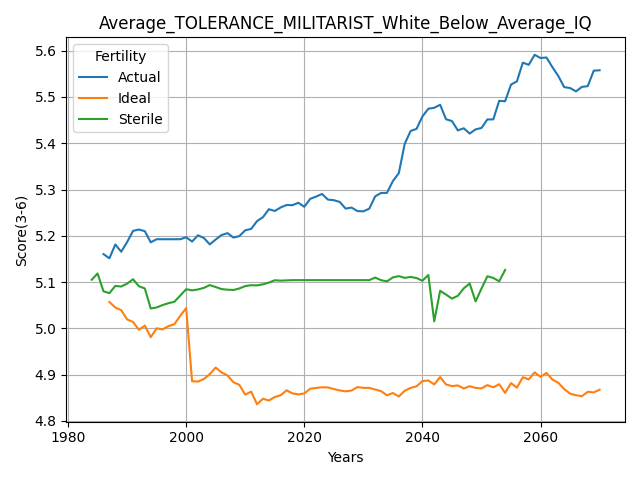 Average_TOLERANCE_MILITARIST_White_Below_Average_IQ
Fertility
Actual
Ideal
Sterile
Score(3-6)
5.6
5.5
5.4
5.3
5.2
5.1
5.0
4.9
4.8
1980
2000
2020
2040
2060
Years